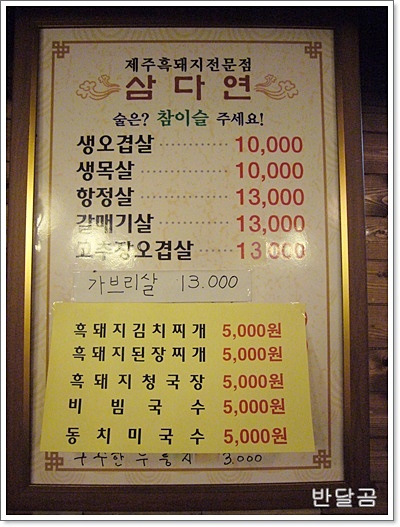 제주흑돼지전문점
삼다연
술은? 참이슬 주세요!
생오겹살 10,000
생목살 10,000
항정살 13,000
갈매기살 13,000
고추장오겹살 13,000
가브리살 13.000
흑돼지김치찌개 5,000원
흑돼지된장찌개 5,000원
흑돼지청국장 5,000원
비빔국수 5,000원
동치미국수 5,000원
3.000
반달곰